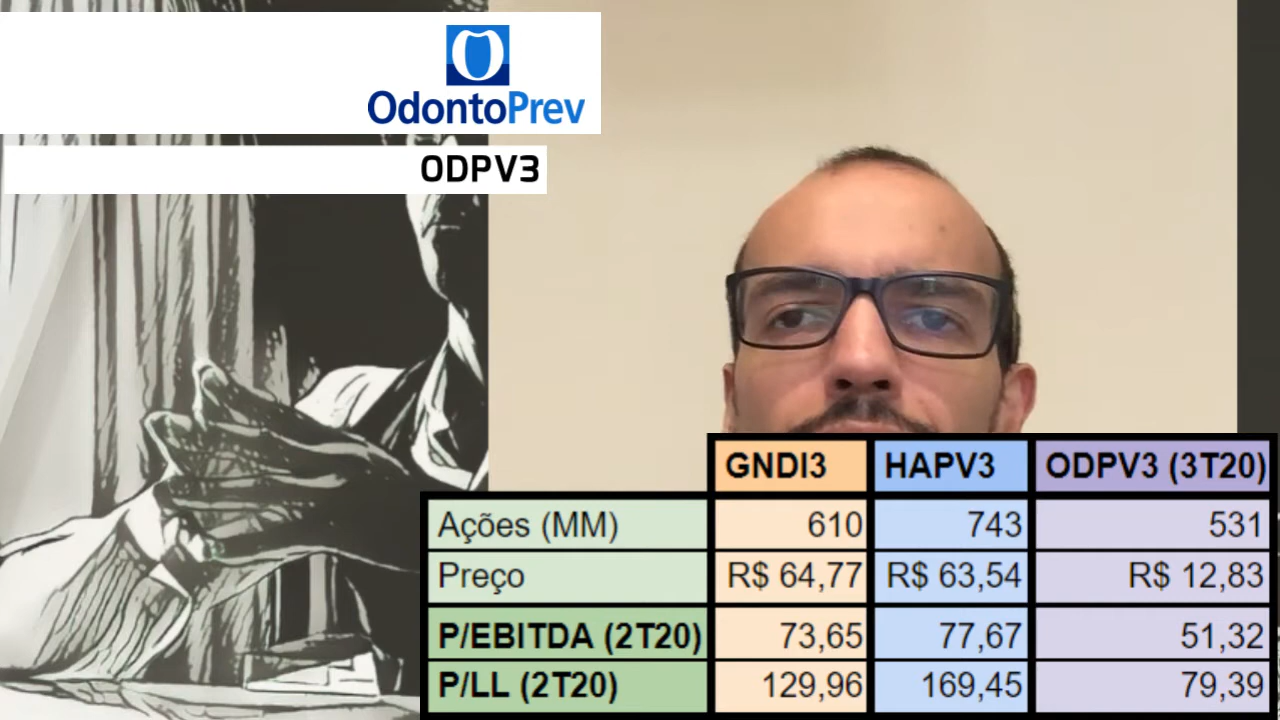 OdontoPrev
ODPV3
GNDI3 HAPV3 ODPV3 (3T20)
Ações (MM) 610 743 531
Preço R$ 64,77 R$ 63,54 R$ 12,83
P/EBITDA (2T20) 73,65 77,67 51,32
P/LL (2T20) 129,96 169,45 79,39